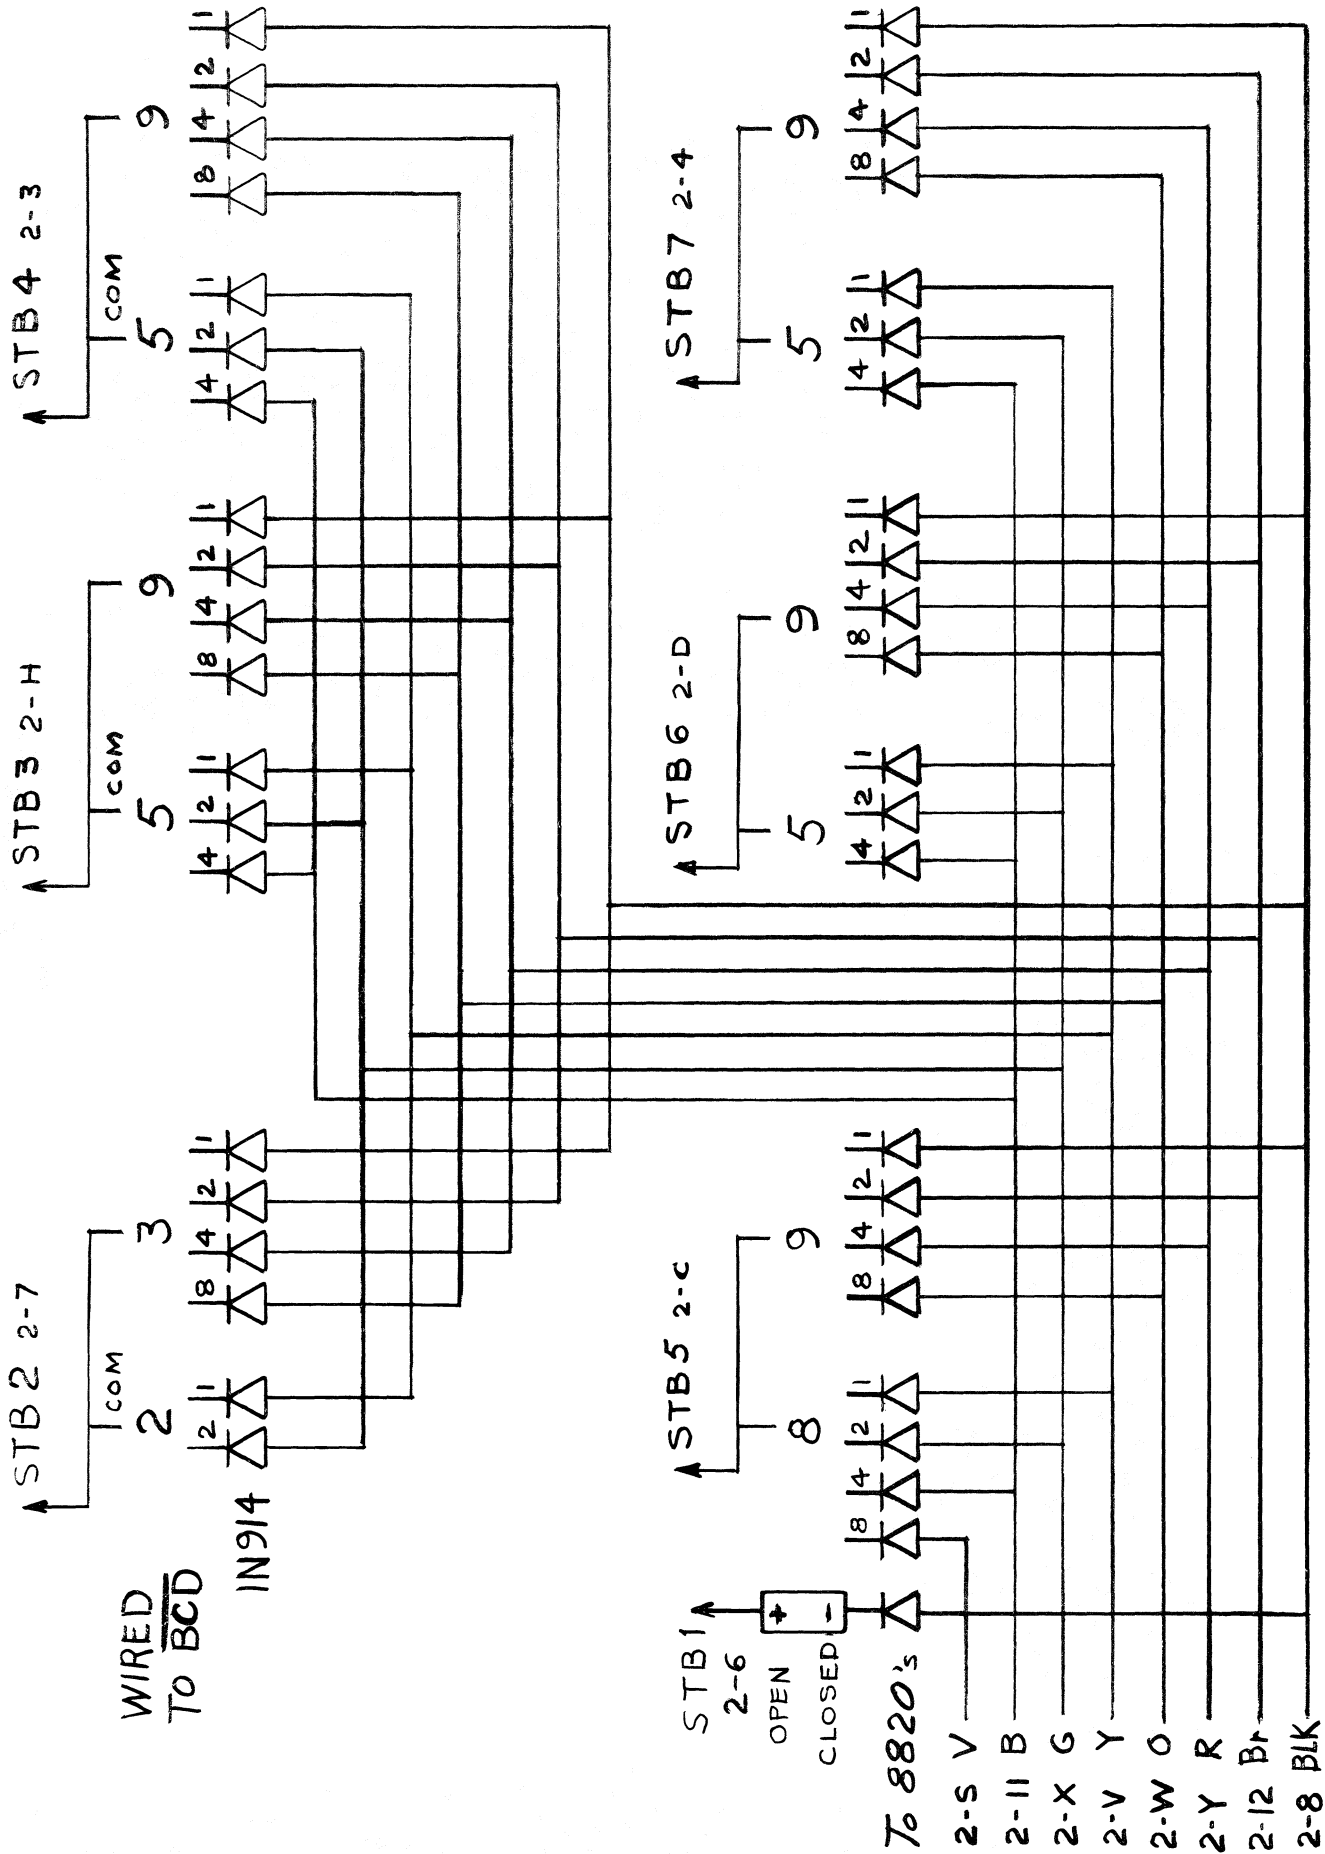 WIRED
TO BCD
IN914
STB2 2-7
COM
2
3
2
1
8
4
2
1
STB3 2-H
COM
5
9
4
2
1
8
4
2
1
STB4 2-3
COM
5
9
4
2
1
8
4
2
1
STB1
2-6
OPEN
CLOSED
+
-
STB5 2-C
8
9
8
4
2
1
8
4
2
1
STB6 2-D
5
9
4
2
1
8
4
2
1
STB7 2-4
5
9
4
2
1
8
4
2
1
TO 8820's
2-S V
2-11 B
2-X G
2-V Y
2-W O
2-Y R
2-12 Br
2-8 BLK